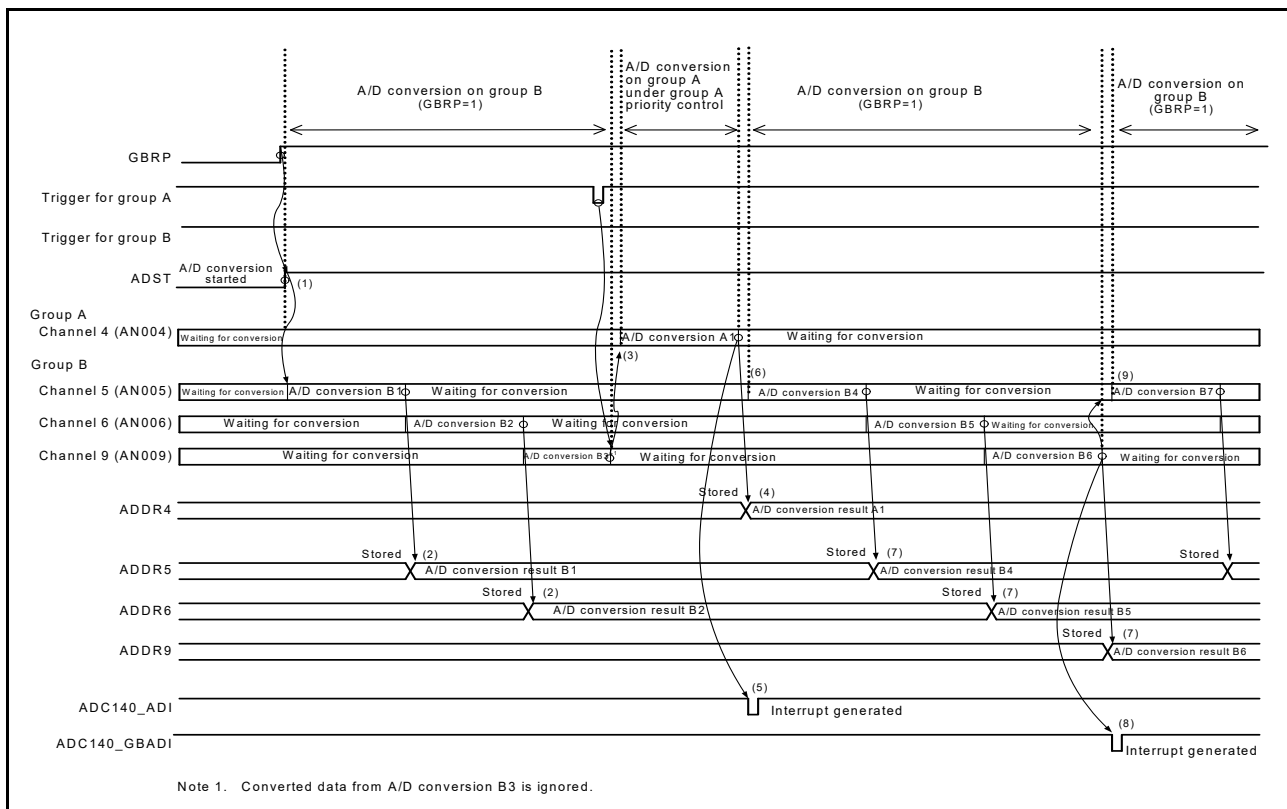 A/D conversion on group B
(GBRP=1)
A/D conversion
on group A
under group A
priority control
A/D conversion on group B
(GBRP=1)
A/D conversion on
group B
(GBRP=1)
GBRP
Trigger for group A
Trigger for group B
ADST
A/D conversion
started
(1)
Group A
Channel 4 (AN004)
Waiting for conversion
A/D conversion A1
Waiting for conversion
(3)
Group B
(6)
(9)
Channel 5 (AN005)
Waiting for conversion
A/D conversion B1
Waiting for conversion
A/D conversion B4
Waiting for conversion
A/D conversion B7
Channel 6 (AN006)
Waiting for conversion
A/D conversion B2
Waiting for conversion
A/D conversion B5
Waiting for conversion
Channel 9 (AN009)
Waiting for conversion
A/D conversion B3*1
Waiting for conversion
A/D conversion B6
Waiting for conversion
Stored (4)
ADDR4
A/D conversion result A1
Stored (2)
Stored (7)
Stored
ADDR5
A/D conversion result B1
A/D conversion result B4
Stored (2)
Stored (7)
ADDR6
A/D conversion result B2
A/D conversion result B5
Stored (7)
ADDR9
A/D conversion result B6
(5)
ADC140_ADI
Interrupt generated
(8)
ADC140_GBADI
Interrupt generated
Note 1. Converted data from A/D conversion B3 is ignored.